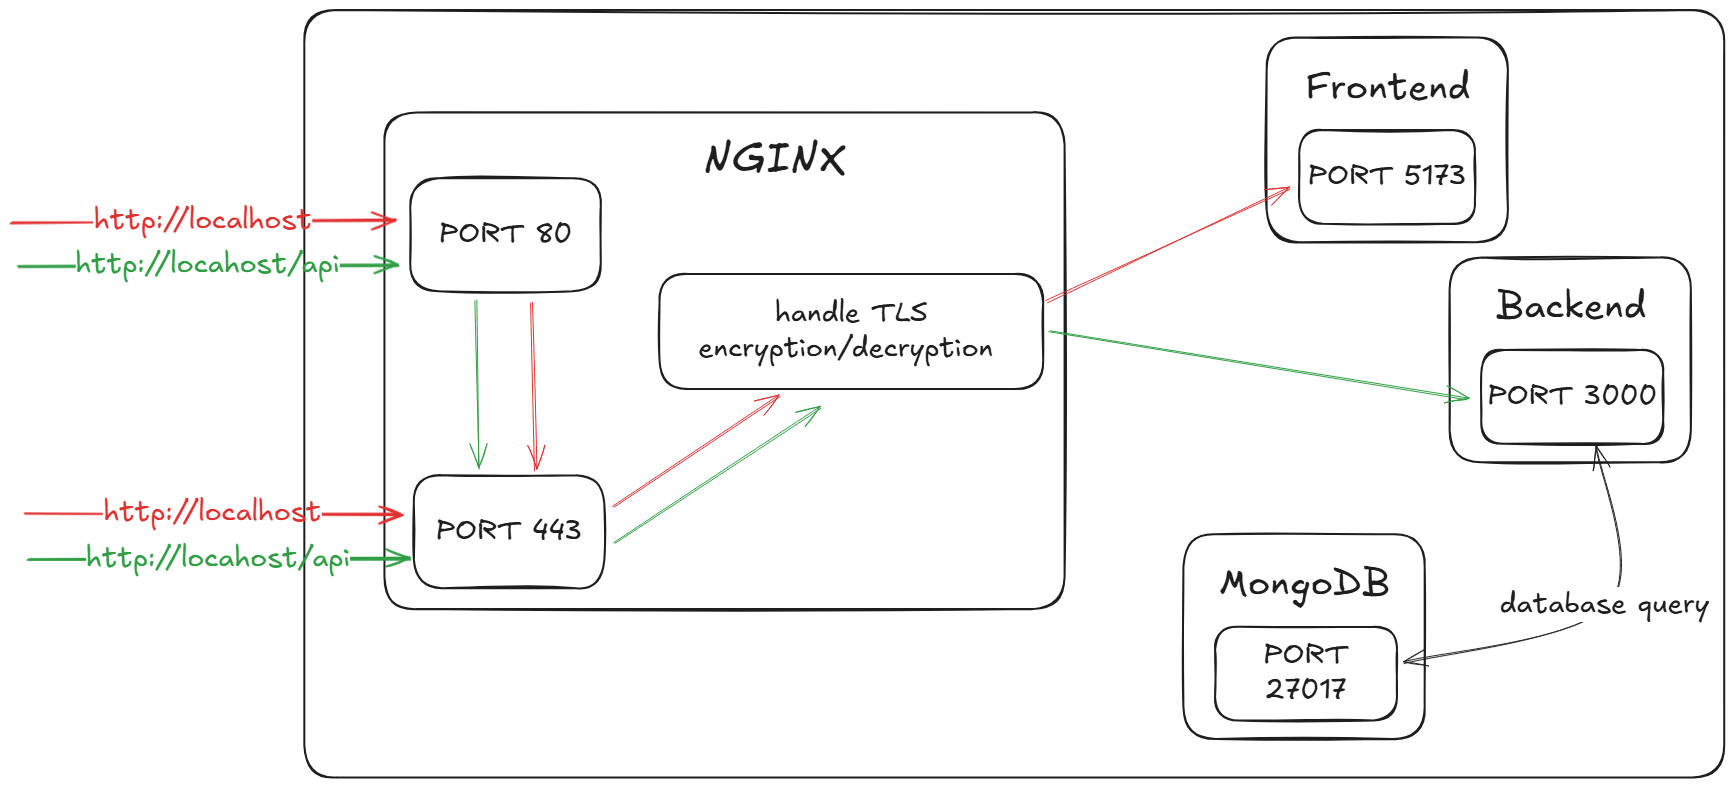 NGINX
http://localhost
http://locahost/api
PORT 80
handle TLS
encryption/decryption
http://localhost
http://locahost/api
PORT 443
Frontend
PORT 5173
Backend
PORT 3000
MongoDB
PORT
27017
database query